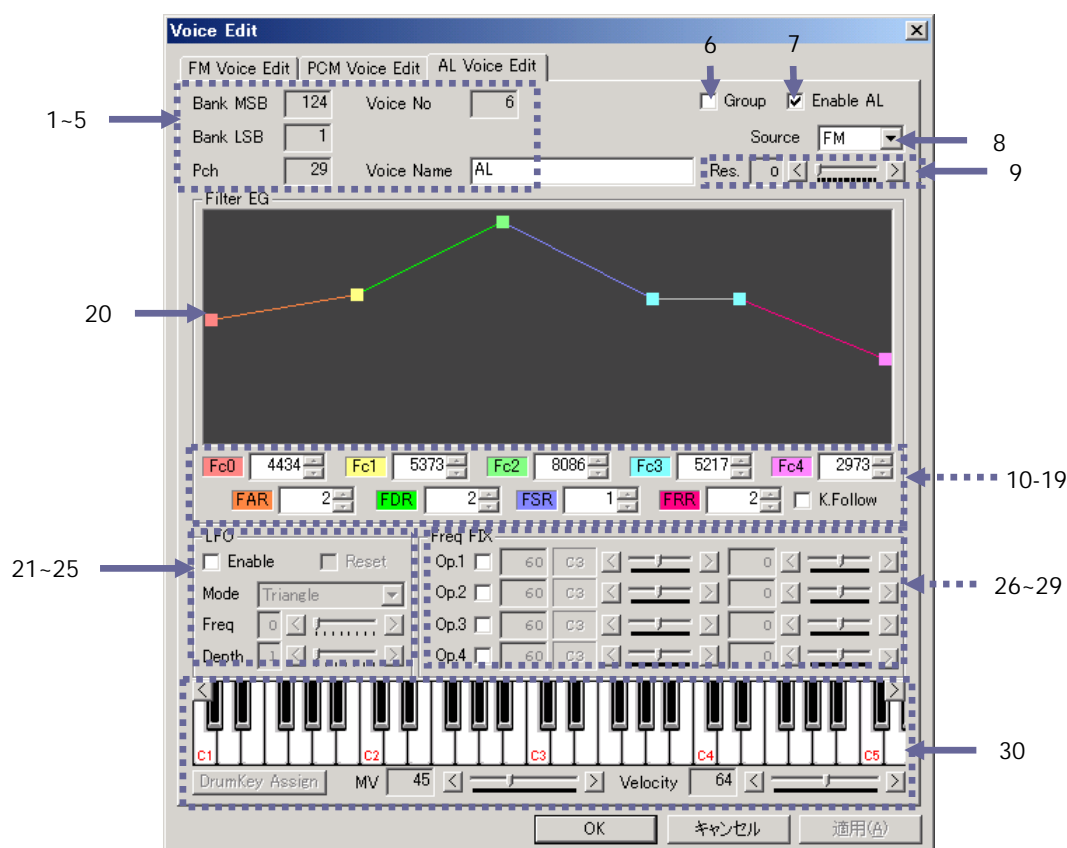 Voice Edit
6 7
FM Voice Edit PCM Voice Edit AL Voice Edit
Bank MSB 124 Voice No 6 Group Enable AL
1~5
Bank LSB 1 Source FM 8
Pch 29 Voice Name AL Res. 0 9
Filter EG
20
Fc0 4434 Fc1 5373 Fc2 8086 Fc3 5217 Fc4 2973
10-19
FAR 2 FDR 2 FSR 1 FRR 2 K.Follow
LFO Freq FIX
Enable Reset Op.1 60 C3 0
21~25
Mode Triangle Op.2 60 C3 0 26~29
Freq 0 Op.3 60 C3 0
Depth 1 Op.4 60 C3 0
C1 C2 C3 C4 C5 30
DrumKey Assign MV 45 Velocity 64
OK キャンセル 適用(A)